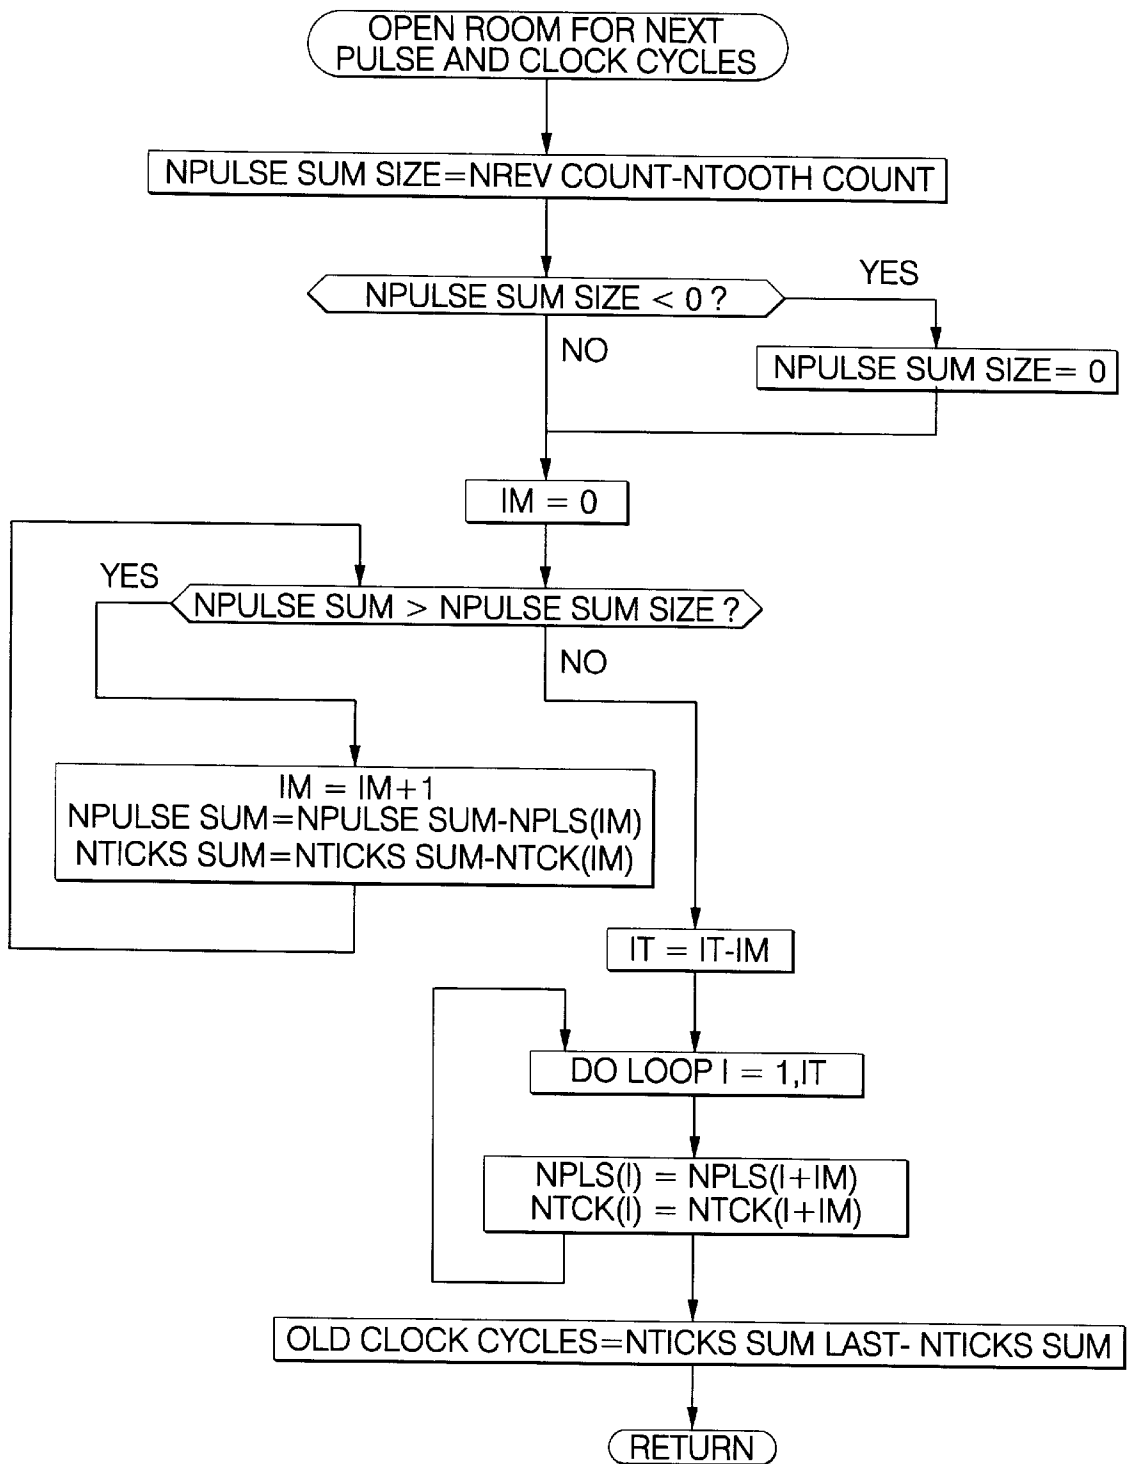 OPEN ROOM FOR NEXT
PULSE AND CLOCK CYCLES
NPULSE SUM SIZE=NREV COUNT-NTOOTH COUNT
NPULSE SUM SIZE < 0 ?
YES
NO
NPULSE SUM SIZE= 0
IM = 0
YES
NPULSE SUM > NPULSE SUM SIZE ?
NO
IM = IM+1
NPULSE SUM=NPULSE SUM-NPLS(IM)
NTICKS SUM=NTICKS SUM-NTCK(IM)
IT = IT-IM
DO LOOP I = 1,IT
NPLS(I) = NPLS(I+IM)
NTCK(I) = NTCK(I+IM)
OLD CLOCK CYCLES=NTICKS SUM LAST- NTICKS SUM
RETURN